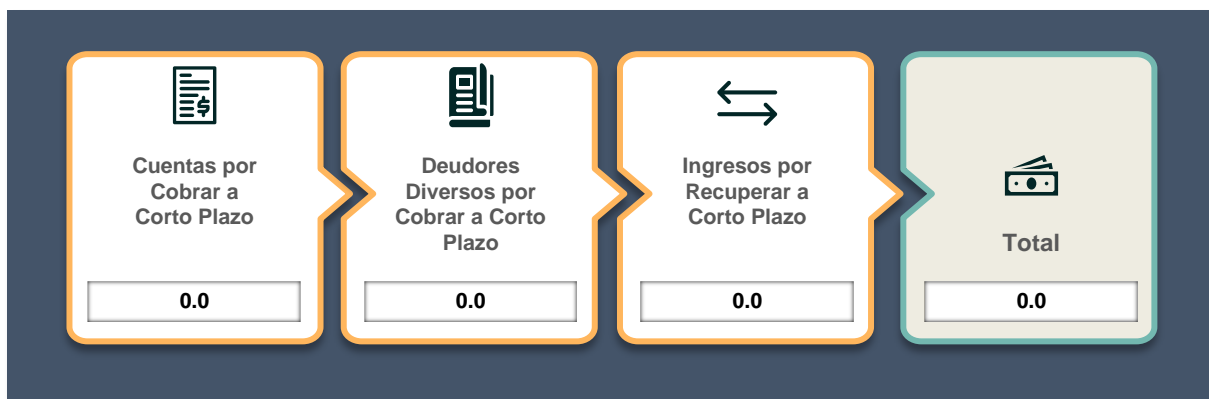 Cuentas por
Cobrar a
Corto Plazo
0.0
Deudores
Diversos por
Cobrar a Corto
Plazo
0.0
Ingresos por
Recuperar a
Corto Plazo
0.0
Total
0.0